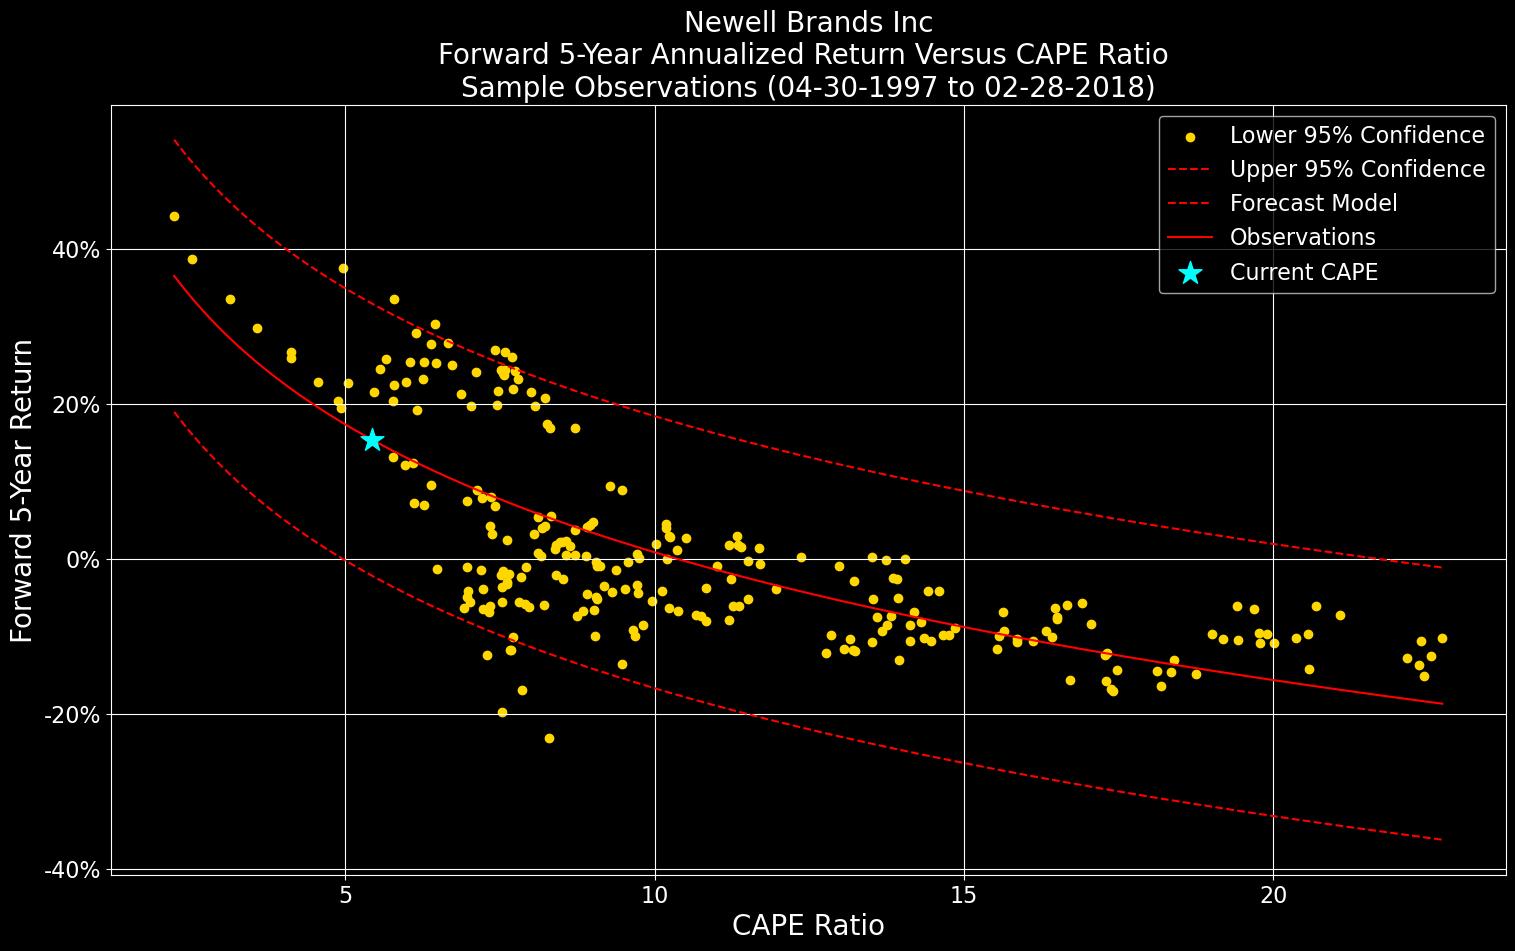 Newell Brands Inc
Forward 5-Year Annualized Return Versus CAPE Ratio
Sample Observations (04-30-1997 to 02-28-2018)
Lower 95% Confidence
Upper 95% Confidence
Forecast Model
Observations
Current CAPE
Forward 5-Year Return
40%
20%
0%
-20%
-40%
5
10
15
20
CAPE Ratio